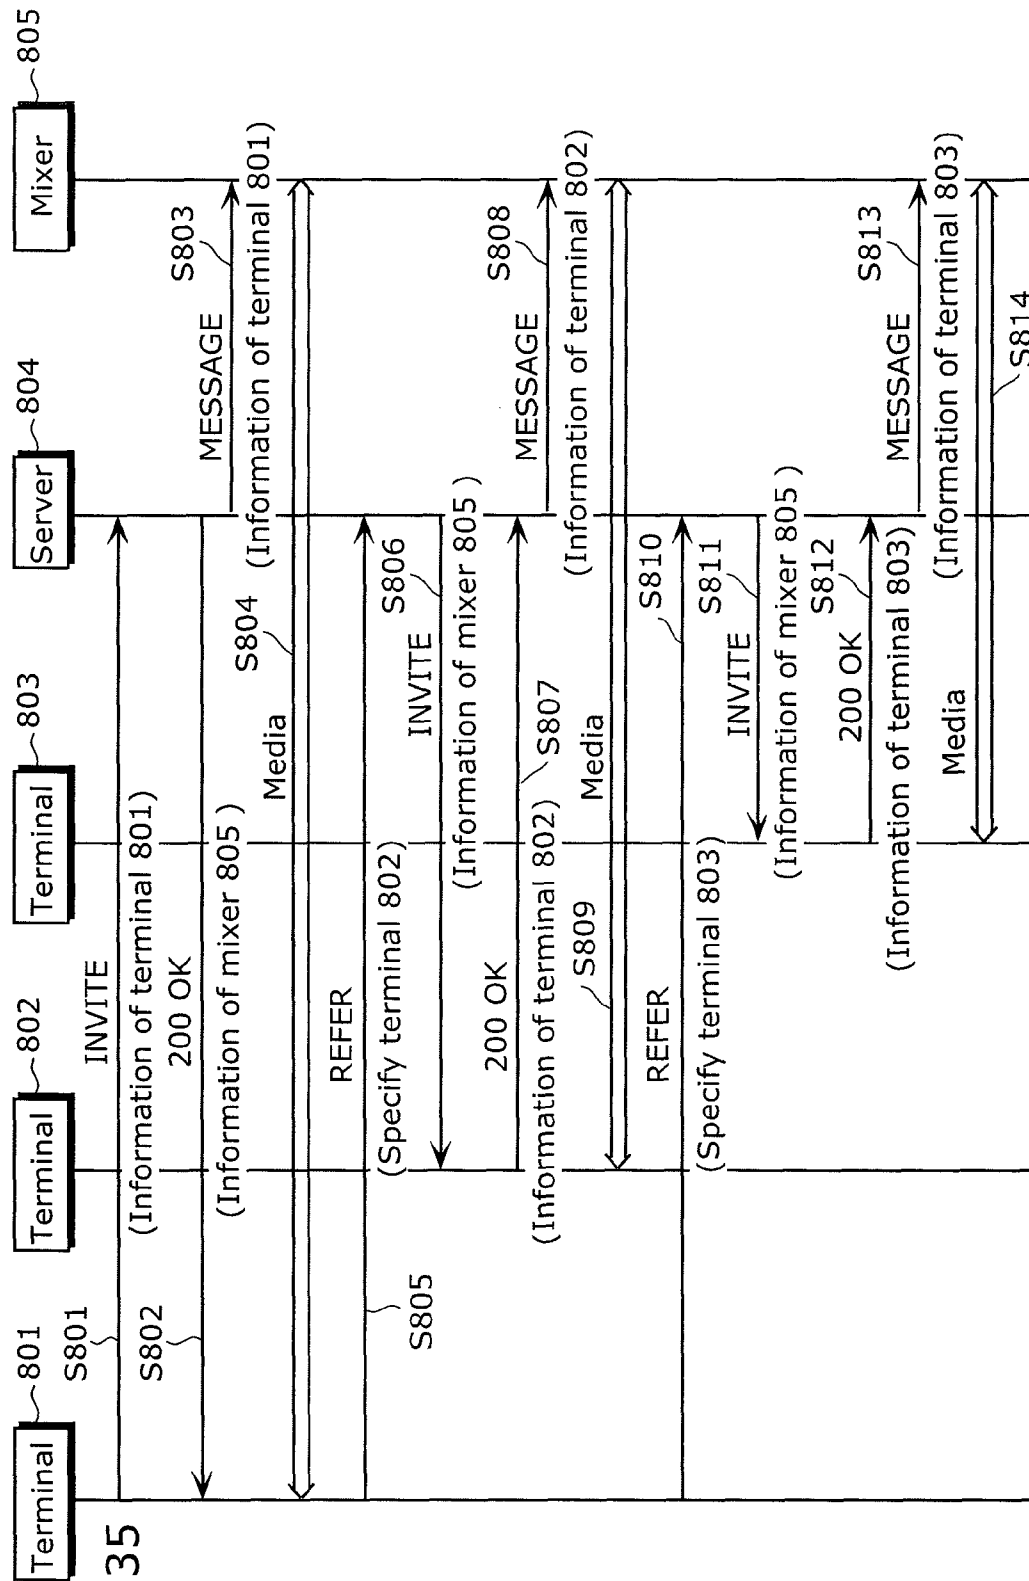 35
Terminal 801
Terminal 802
Terminal 803
Server 804
Mixer 805
S801 INVITE
(Information of terminal 801)
S802 200 OK
(Information of mixer 805)
MESSAGE S803
(Information of terminal 801)
Media S804
REFER
(Specify terminal 802)
S805
INVITE S806
(Information of mixer 805)
200 OK S807
(Information of terminal 802)
MESSAGE S808
(Information of terminal 802)
S809 Media
REFER S810
(Specify terminal 803)
INVITE S811
(Information of mixer 805)
200 OK S812
(Information of terminal 803)
MESSAGE S813
(Information of terminal 803)
Media S814